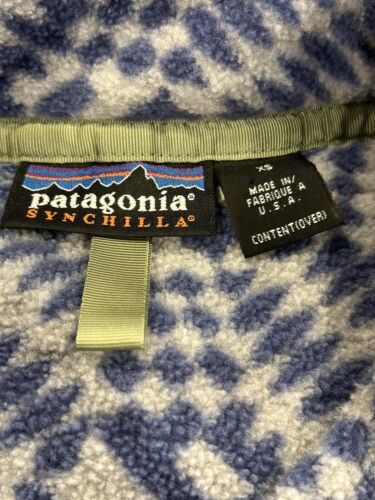 patagonia®
SYNCHILLA®
XS
MADE IN/
FABRIQUE A
U.S.A.
CONTENT(OVER)